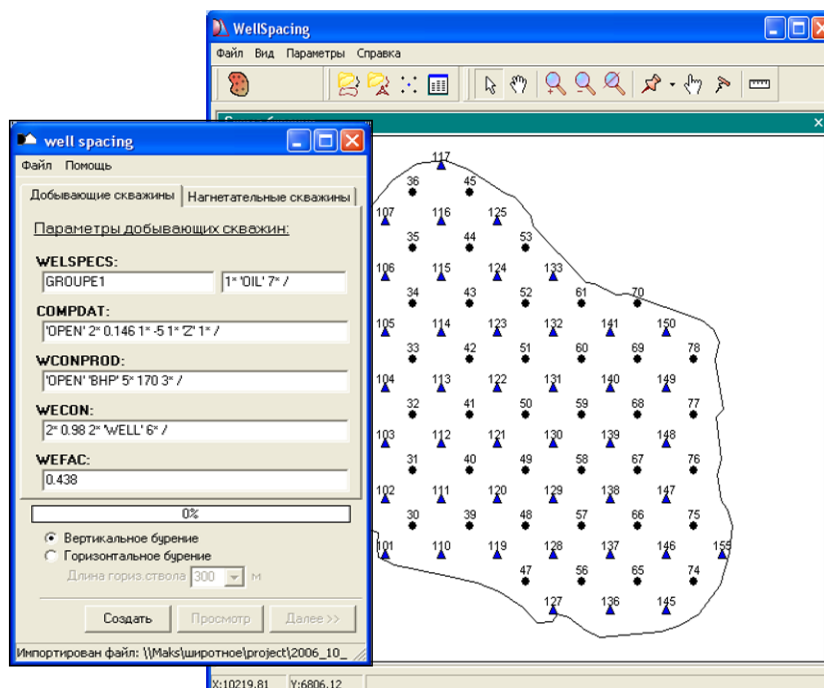 WellSpacing
Файл Вид Параметры Справка
well spacing
Файл Помощь
Добывающие скважины Нагнетательные скважины
Параметры добывающих скважин:
WELSPECS:
GROUPE1 1* 'OIL' 7* /
COMPDAT:
'OPEN' 2* 0.146 1* -5 1* 'Z' 1* /
WCONPROD:
'OPEN' 'BHP' 5* 170 3* /
WECON:
2* 0.98 2* 'WELL' 6* /
WEFAC:
0.438
0%
Вертикальное бурение
Горизонтальное бурение
Длина гориз.ствола 300 м
Создать Просмотр Далее >>
Импортирован файл: \\Maks\широтное\project\2006_10_
117
36 45
107 116 125
35 44 53
106 115 124 133
34 43 52 61 70
105 114 123 132 141 150
33 42 51 60 69 78
104 113 122 131 140 149
32 41 50 59 68 77
103 112 121 130 139 148
31 40 49 58 67 76
102 111 120 129 138 147
30 39 48 57 66 75
101 110 119 128 137 146 155
47 56 65 74
127 136 145
X:10219.81 Y:6806.12